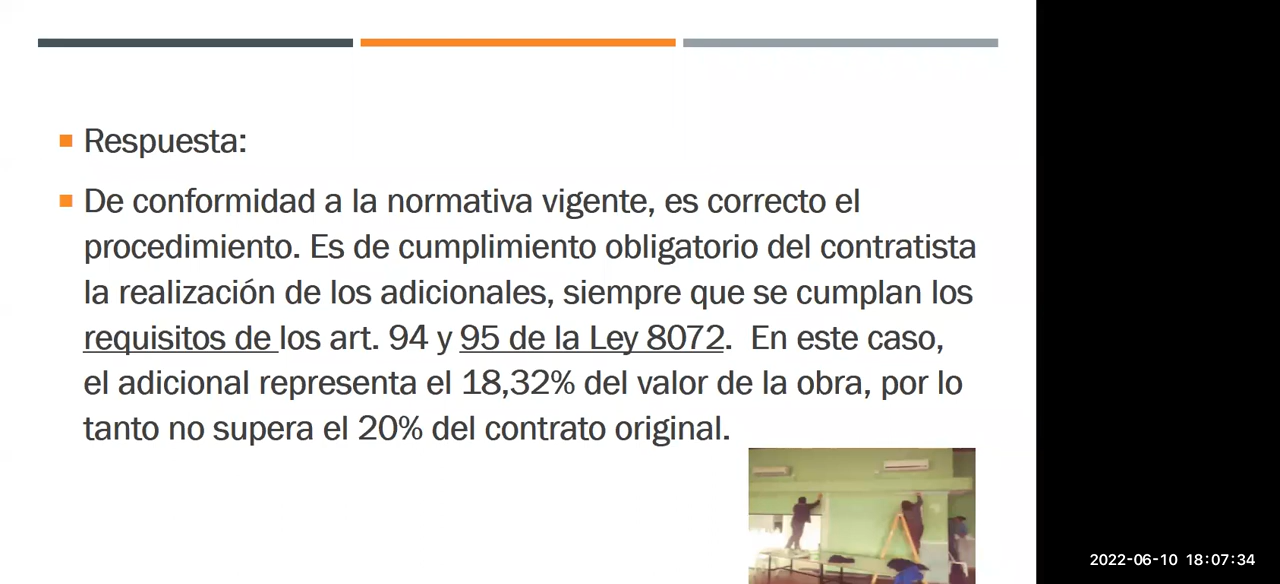 Respuesta:
De conformidad a la normativa vigente, es correcto el
procedimiento. Es de cumplimiento obligatorio del contratista
la realización de los adicionales, siempre que se cumplan los
requisitos de los art. 94 y 95 de la Ley 8072.  En este caso,
el adicional representa el 18,32% del valor de la obra, por lo
tanto no supera el 20% del contrato original.
2022-06-10 18:07:34